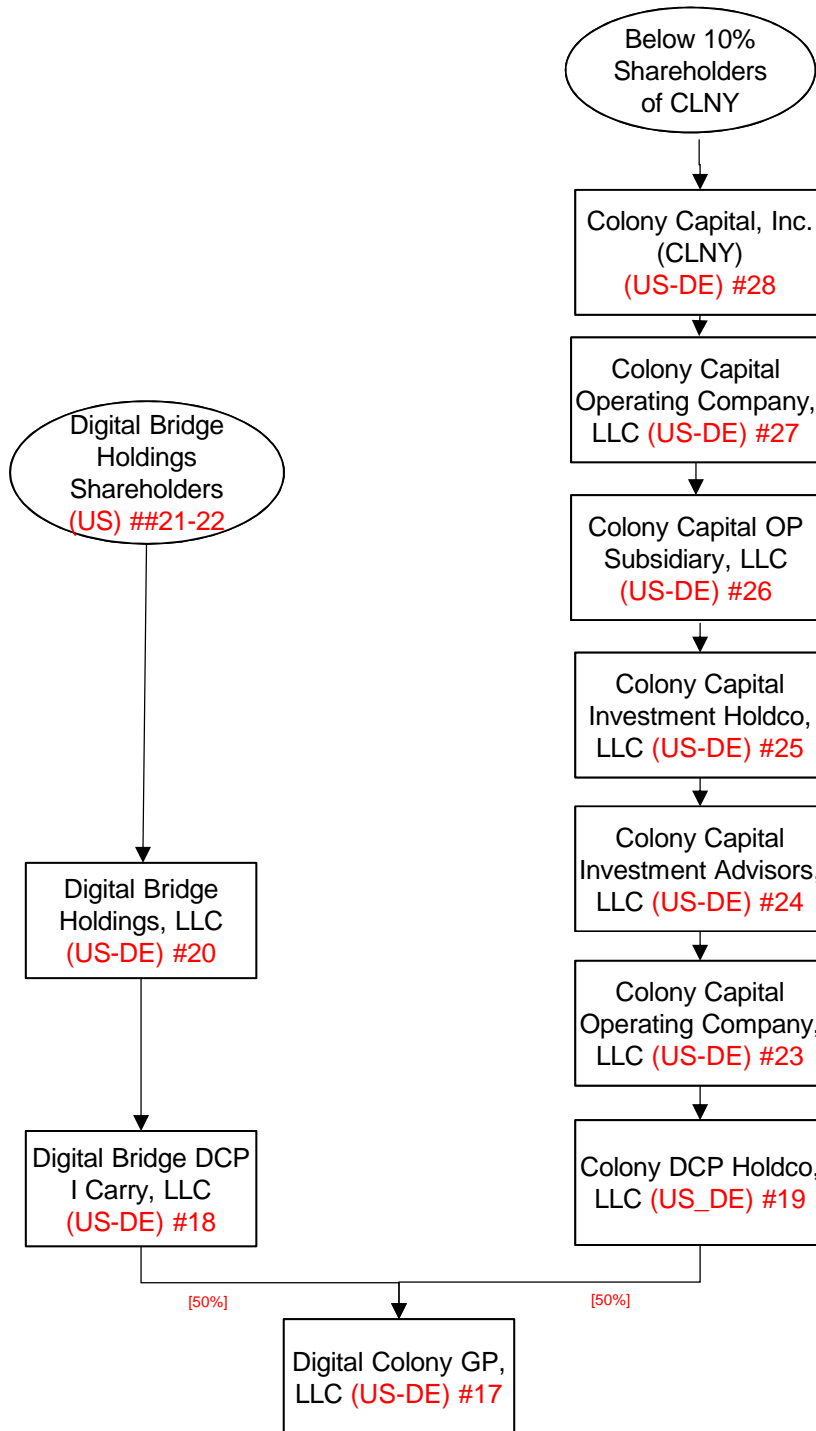 Below 10%
Shareholders
of CLNY
Colony Capital, Inc.
(CLNY)
(US-DE) #28
Colony Capital
Operating Company,
LLC (US-DE) #27
Digital Bridge
Holdings
Shareholders
(US) ##21-22
Colony Capital OP
Subsidiary, LLC
(US-DE) #26
Colony Capital
Investment Holdco,
LLC (US-DE) #25
Colony Capital
Investment Advisors,
LLC (US-DE) #24
Digital Bridge
Holdings, LLC
(US-DE) #20
Colony Capital
Operating Company,
LLC (US-DE) #23
Digital Bridge DCP
I Carry, LLC
(US-DE) #18
Colony DCP Holdco,
LLC (US_DE) #19
[50%]
[50%]
Digital Colony GP,
LLC (US-DE) #17